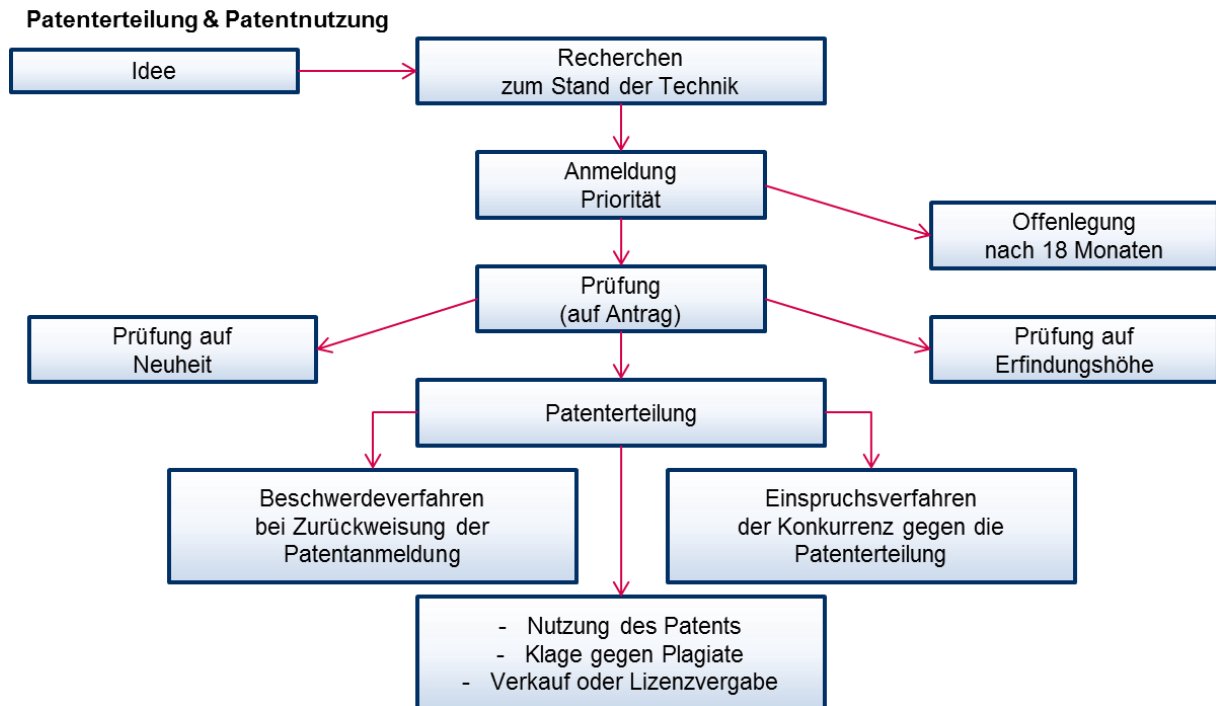 Patenterteilung & Patentnutzung
Idee
Recherchen
zum Stand der Technik
Anmeldung
Priorität
Offenlegung
nach 18 Monaten
Prüfung
(auf Antrag)
Prüfung auf
Neuheit
Prüfung auf
Erfindungshöhe
Patenterteilung
Beschwerdeverfahren
bei Zurückweisung der
Patentanmeldung
Einspruchsverfahren
der Konkurrenz gegen die
Patenterteilung
- Nutzung des Patents
- Klage gegen Plagiate
- Verkauf oder Lizenzvergabe